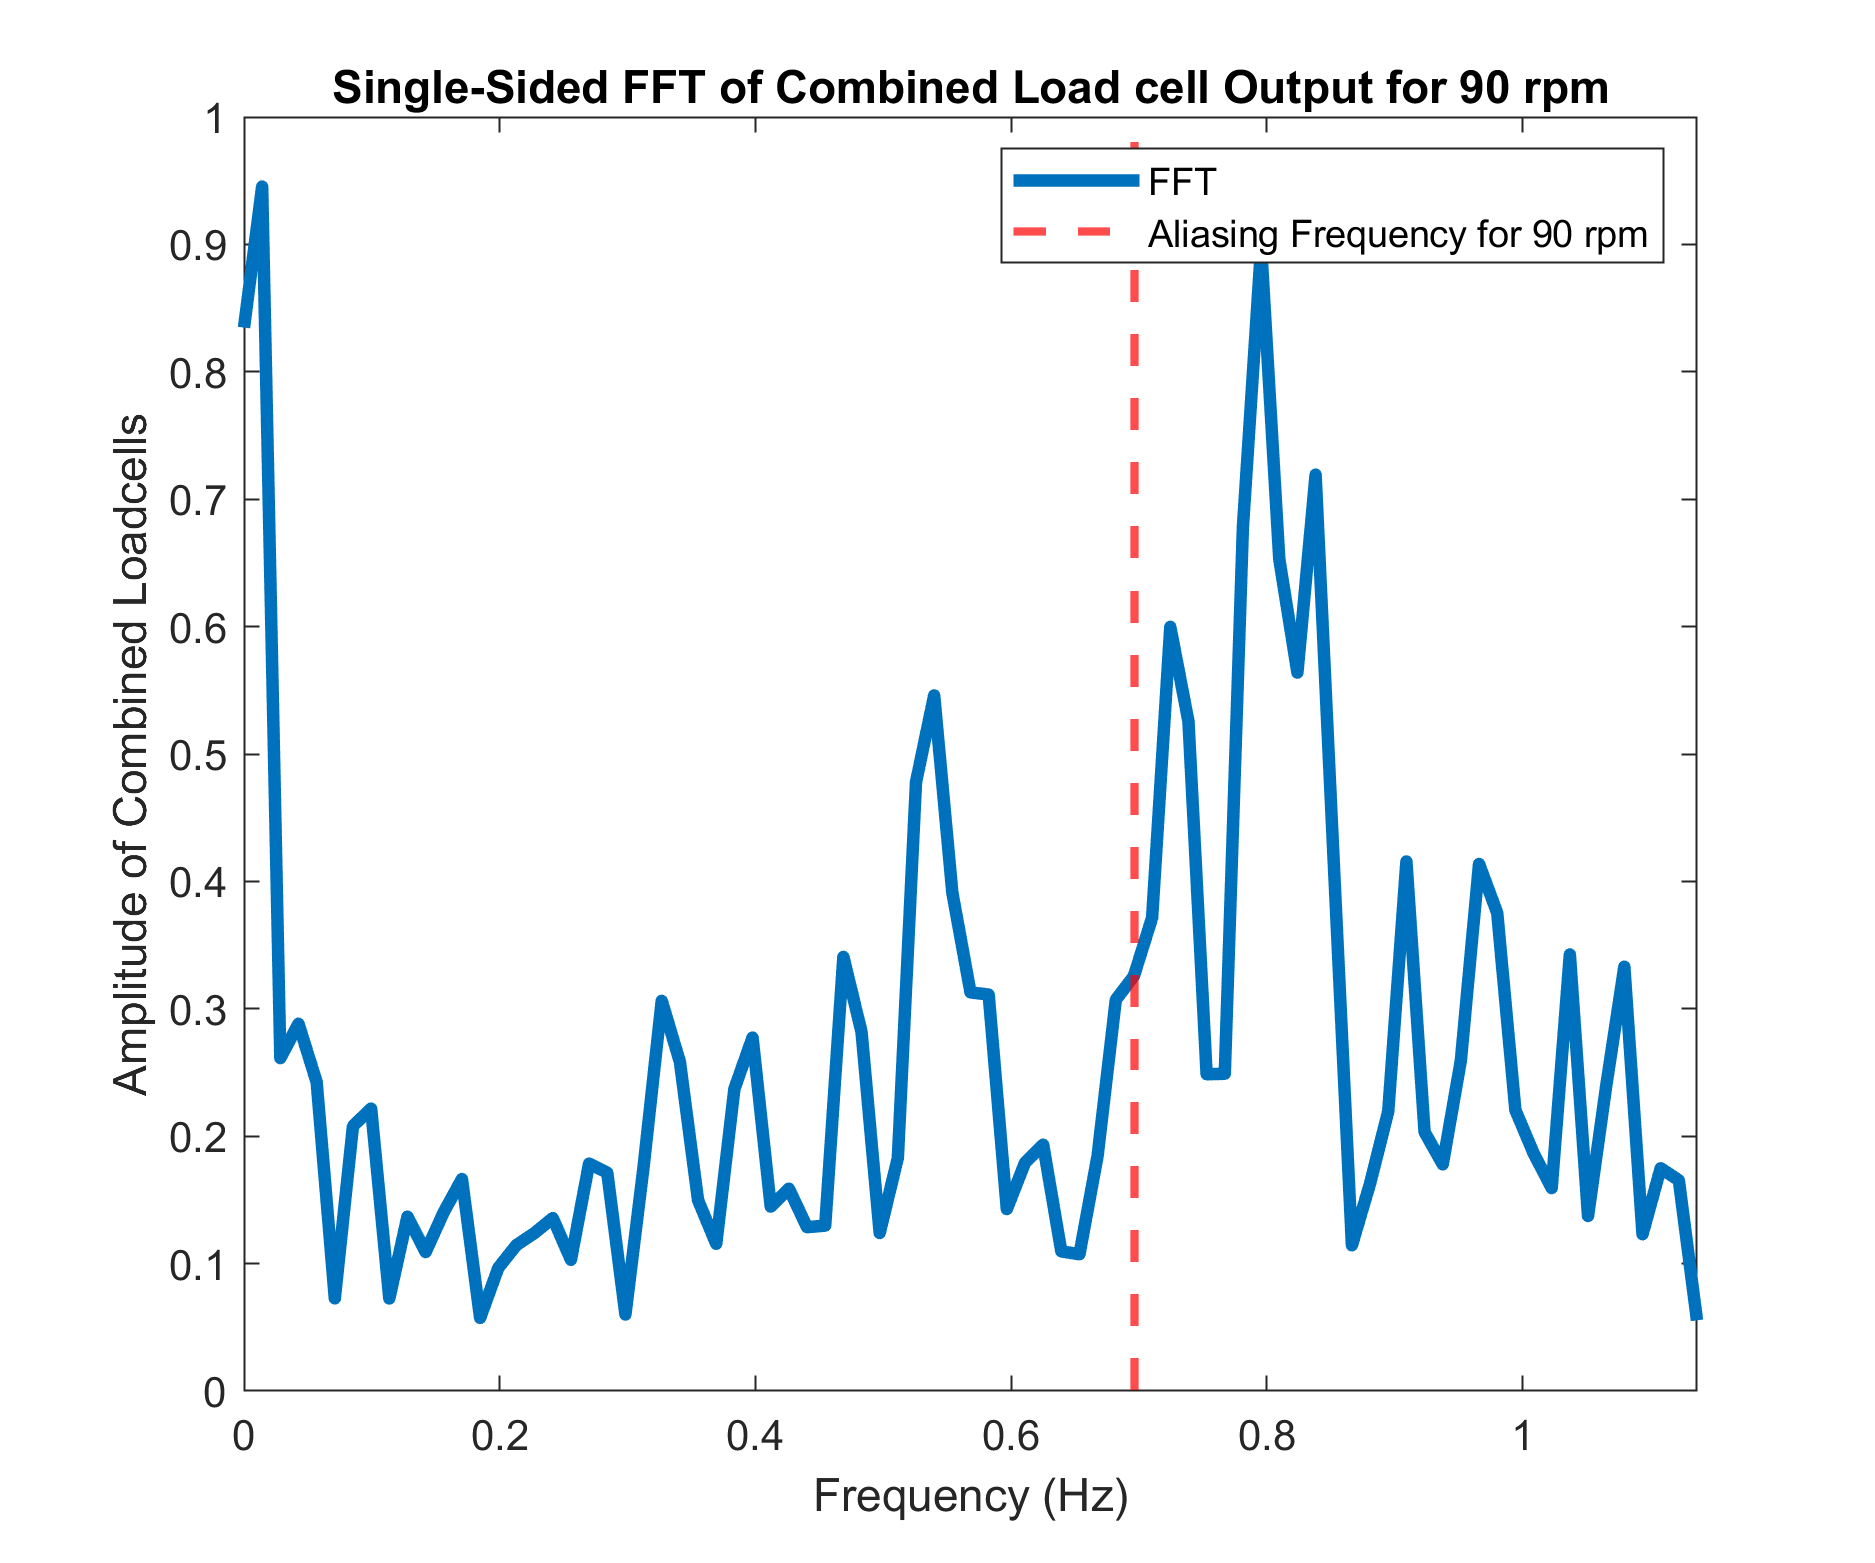 Single-Sided FFT of Combined Load cell Output for 90 rpm
1
0.9
0.8
0.7
0.6
0.5
0.4
0.3
0.2
0.1
0
Amplitude of Combined Loadcells
FFT
Aliasing Frequency for 90 rpm
0 0.2 0.4 0.6 0.8 1
Frequency (Hz)